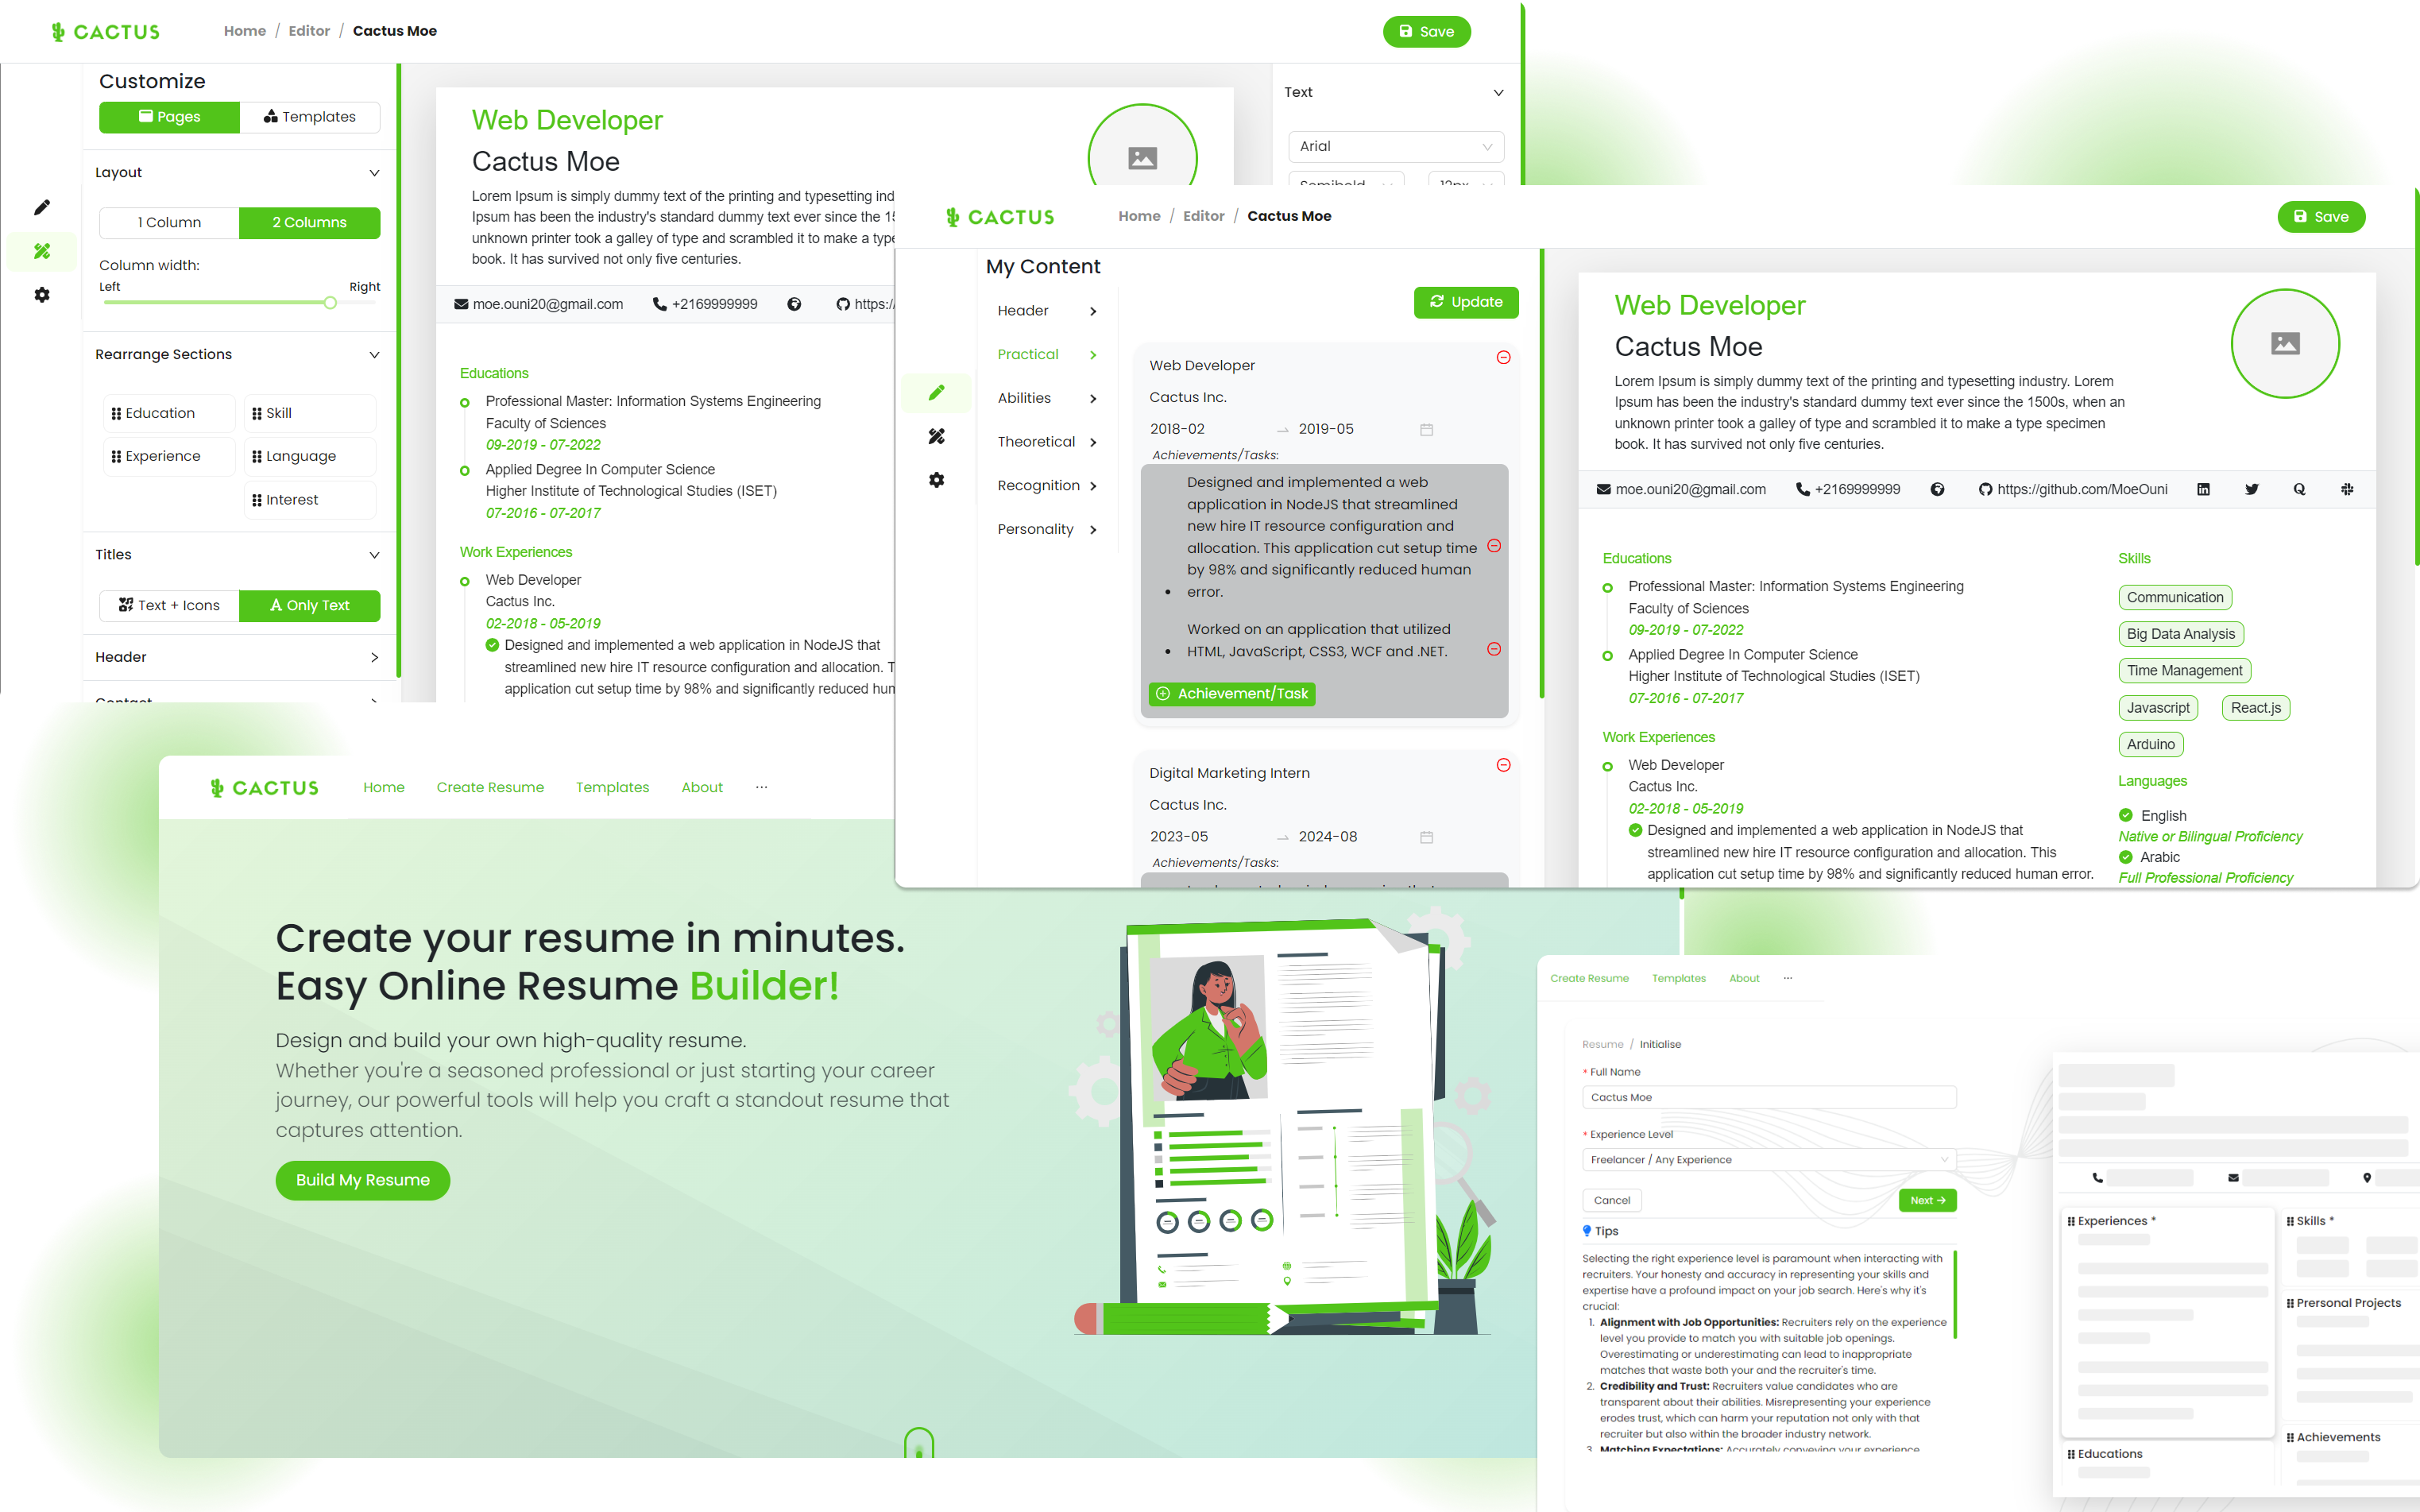 CACTUS
Home / Editor / Cactus Moe
Save
Customize
Pages
Templates
Layout
1 Column
2 Columns
Column width:
Left
Right
Rearrange Sections
Education
Skill
Experience
Language
Interest
Titles
Text + Icons
Only Text
Header
Contact
Web Developer
Cactus Moe
Lorem Ipsum is simply dummy text of the printing and typesetting ind
Ipsum has been the industry's standard dummy text ever since the 15
unknown printer took a galley of type and scrambled it to make a type
book. It has survived not only five centuries.
moe.ouni20@gmail.com
+2169999999
https:/
Educations
Professional Master: Information Systems Engineering
Faculty of Sciences
09-2019 - 07-2022
Applied Degree In Computer Science
Higher Institute of Technological Studies (ISET)
07-2016 - 07-2017
Work Experiences
Web Developer
Cactus Inc.
02-2018 - 05-2019
Designed and implemented a web application in NodeJS that
streamlined new hire IT resource configuration and allocation. T
application cut setup time by 98% and significantly reduced hum
Text
Arial
Semibold
12px
CACTUS
Home / Editor / Cactus Moe
Save
My Content
Header
Practical
Abilities
Theoretical
Recognition
Personality
Update
Web Developer
Cactus Inc.
2018-02
2019-05
Achievements/Tasks:
Designed and implemented a web
application in NodeJS that streamlined
new hire IT resource configuration and
allocation. This application cut setup time
by 98% and significantly reduced human
error.
Worked on an application that utilized
HTML, JavaScript, CSS3, WCF and .NET.
Achievement/Task
Digital Marketing Intern
Cactus Inc.
2023-05
2024-08
Achievements/Tasks:
Web Developer
Cactus Moe
Lorem Ipsum is simply dummy text of the printing and typesetting industry. Lorem
Ipsum has been the industry's standard dummy text ever since the 1500s, when an
unknown printer took a galley of type and scrambled it to make a type specimen
book. It has survived not only five centuries.
moe.ouni20@gmail.com
+2169999999
https://github.com/MoeOuni
Educations
Professional Master: Information Systems Engineering
Faculty of Sciences
09-2019 - 07-2022
Applied Degree In Computer Science
Higher Institute of Technological Studies (ISET)
07-2016 - 07-2017
Work Experiences
Web Developer
Cactus Inc.
02-2018 - 05-2019
Designed and implemented a web application in NodeJS that
streamlined new hire IT resource configuration and allocation. This
application cut setup time by 98% and significantly reduced human error.
Skills
Communication
Big Data Analysis
Time Management
Javascript
React.js
Arduino
Languages
English
Native or Bilingual Proficiency
Arabic
Full Professional Proficiency
CACTUS
Home
Create Resume
Templates
About
···
Create your resume in minutes.
Easy Online Resume Builder!
Design and build your own high-quality resume.
Whether you're a seasoned professional or just starting your career
journey, our powerful tools will help you craft a standout resume that
captures attention.
Build My Resume
Create Resume
Templates
About
···
Resume / Initialise
* Full Name
Cactus Moe
* Experience Level
Freelancer / Any Experience
Cancel
Next →
Tips
Selecting the right experience level is paramount when interacting with
recruiters. Your honesty and accuracy in representing your skills and
expertise have a profound impact on your job search. Here's why it's
crucial:
1. Alignment with Job Opportunities: Recruiters rely on the experience
level you provide to match you with suitable job openings.
Overestimating or underestimating can lead to inappropriate
matches that waste both your and the recruiter's time.
2. Credibility and Trust: Recruiters value candidates who are
transparent about their abilities. Misrepresenting your experience
erodes trust, which can harm your reputation not only with that
recruiter but also within the broader industry network.
3. Matching Expectations: Accurately conveying your experience
Experiences *
Skills *
Prersonal Projects
Achievements
Educations